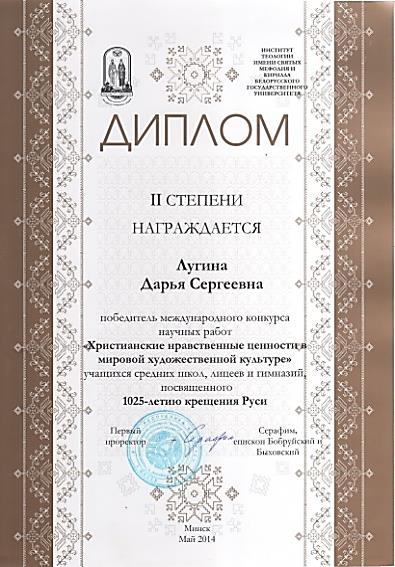 ИНСТИТУТ
ТЕОЛОГИИ
ИМЕНИ СВЯТЫХ
МЕФОДИЯ И
КИРИЛЛА
БЕЛОРУССКОГО
ГОСУДАРСТВЕННОГО
УНИВЕРСИТЕТА
ДИПЛОМ
II СТЕПЕНИ
НАГРАЖДАЕТСЯ
Лугина
Дарья Сергеевна
победитель международного конкурса
научных работ
«Христианские нравственные ценности в
мировой художественной культуре»
учащихся средних школ, лицеев и гимназий,
посвященного
1025-летию крещения Руси
Первый
проректор
Серафим,
епископ Бобруйский и
Быховский
Минск
Май 2014